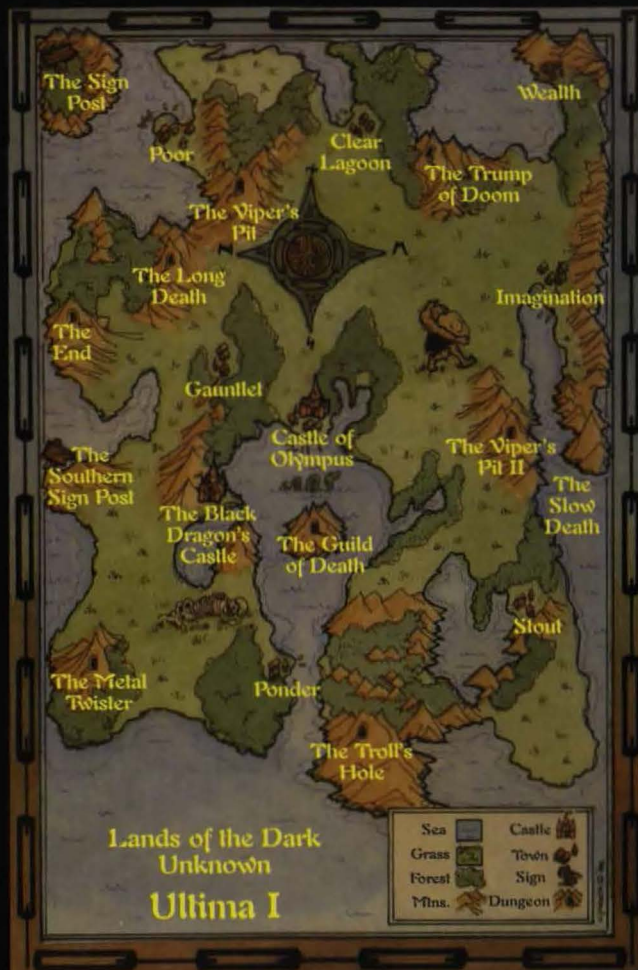 The Sign
Post
Wealth
Poor
Clear
Lagoon
The Trump
of Doom
The Viper's
Pit
The Long
Death
Imagination
The
End
Gauntlet
Castle of
Olympus
The Viper's
Pit II
The
Southern
Sign Post
The
Slow
Death
The Black
Dragon's
Castle
The Guild
of Death
Stout
The Metal
Twister
Ponder
The Troll's
Hole
Lands of the Dark
Unknown
Ultima I
Sea
Castle
Grass
Town
Forest
Sign
Mtns.
Dungeon